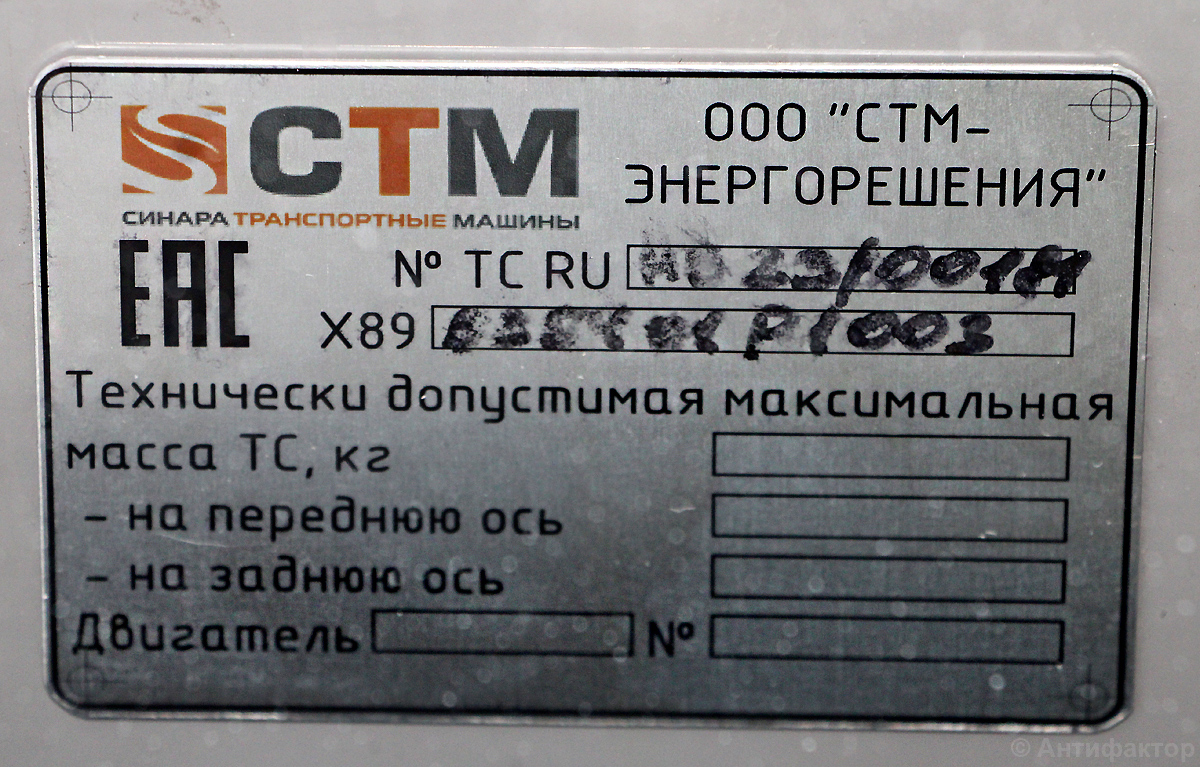 СТМ
СИНАРА ТРАНСПОРТНЫЕ МАШИНЫ
ООО "СТМ-
ЭНЕРГОРЕШЕНИЯ"
ЕАС
№ ТС RU
X89
Технически допустимая максимальная
масса ТС, кг
- на переднюю ось
- на заднюю ось
Двигатель №
© Антифактор